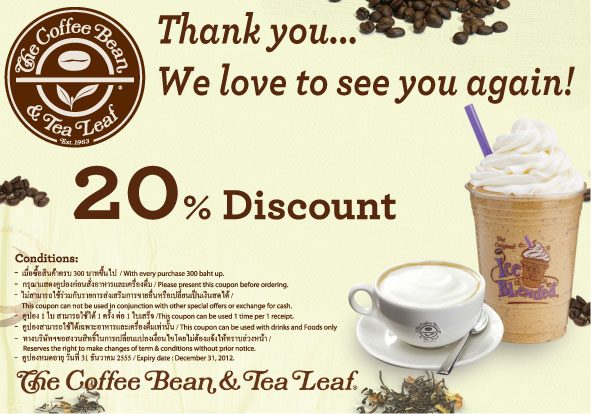 The Coffee Bean
& Tea Leaf
®
Est. 1963
Thank you...
We love to see you again!
20% Discount
The Original
Ice
Blended.
The Coffee Bean & Tea Leaf
Conditions:
- เมื่อซื้อสินค้าครบ 300 บาทขึ้นไป / With every purchase 300 baht up.
- กรุณาแสดงคูปองก่อนสั่งอาหารและเครื่องดื่ม / Please present this coupon before ordering.
- ไม่สามารถใช้ร่วมกับรายการส่งเสริมการขายอื่นหรือเปลี่ยนเป็นเงินสดได้ /
This coupon can not be used in conjunction with other special offers or exchange for cash.
- คูปอง 1 ใบ สามารถใช้ได้ 1 ครั้ง ต่อ 1 ใบเสร็จ /This coupon can be used 1 time per 1 receipt.
- คูปองสามารถใช้ได้เฉพาะอาหารและเครื่องดื่มเท่านั้น / This coupon can be used with drinks and Foods only
- ทางบริษัทฯขอสงวนสิทธิ์ในการเปลี่ยนแปลงเงื่อนไขโดยไม่ต้องแจ้งให้ทราบล่วงหน้า /
Reserves the right to make changes of term & conditions without prior notice.
- คูปองหมดอายุ วันที่ 31 ธันวาคม 2555 / Expiry date : December 31, 2012.
The Coffee Bean & Tea Leaf®